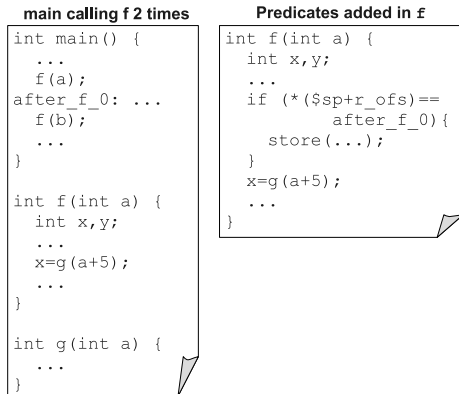 main calling f 2 times
int main() {
...
f(a);
after_f_0: ...
f(b);
...
}
int f(int a) {
int x,y;
...
x=g(a+5);
...
}
int g(int a) {
...
}
Predicates added in f
int f(int a) {
int x,y;
...
if (*($sp+r_ofs)==
after_f_0){
store(...);
}
x=g(a+5);
...
}